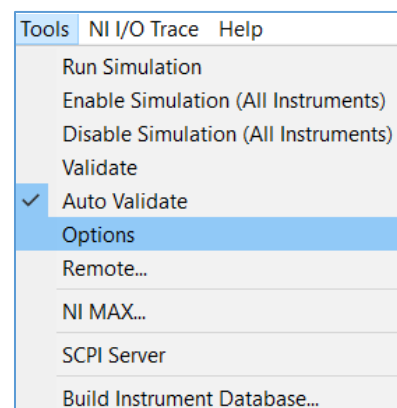 Tools NI I/O Trace Help
Run Simulation
Enable Simulation (All Instruments)
Disable Simulation (All Instruments)
Validate
Auto Validate
Options
Remote...
NI MAX...
SCPI Server
Build Instrument Database...